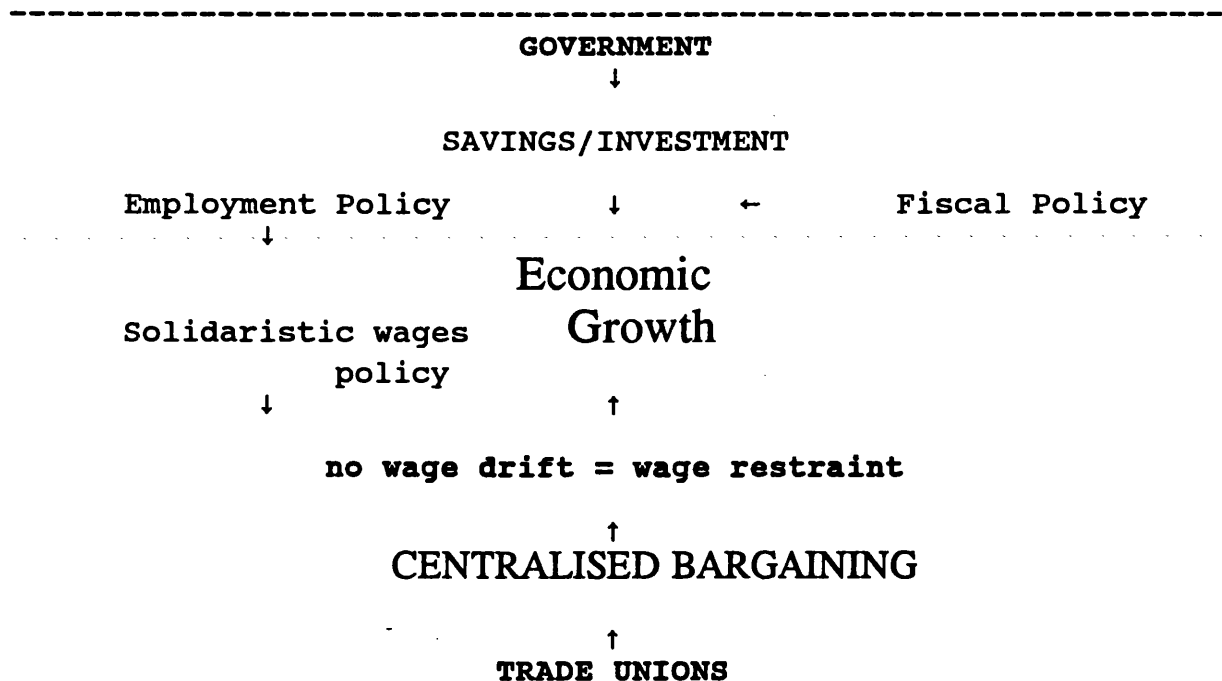 GOVERNMENT
↓
SAVINGS/INVESTMENT
Employment Policy ↓ ← Fiscal Policy
↓
Economic
Growth
Solidaristic wages
policy
↓ ↑
no wage drift = wage restraint
↑
CENTRALISED BARGAINING
↑
TRADE UNIONS